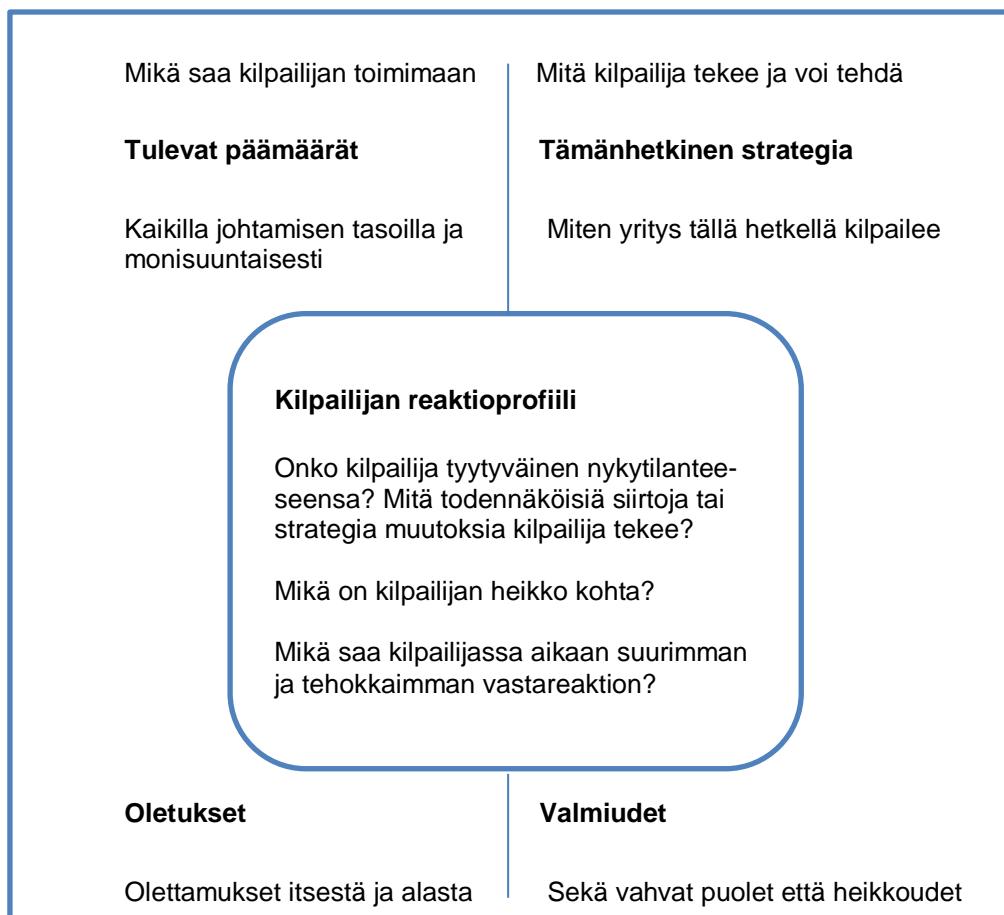 Mikä saa kilpailijan toimimaan
Mitä kilpailija tekee ja voi tehdä
Tulevat päämäärät
Tämänhetkinen strategia
Kaikilla johtamisen tasoilla ja
monisuuntaisesti
Miten yritys tällä hetkellä kilpailee
Kilpailijan reaktioprofiili
Onko kilpailija tyytyväinen nykytilantee-
seensa? Mitä todennäköisiä siirtoja tai
strategia muutoksia kilpailija tekee?
Mikä on kilpailijan heikko kohta?
Mikä saa kilpailijassa aikaan suurimman
ja tehokkaimman vastareaktion?
Oletukset
Valmiudet
Olettamukset itsestä ja alasta
Sekä vahvat puolet että heikkoudet